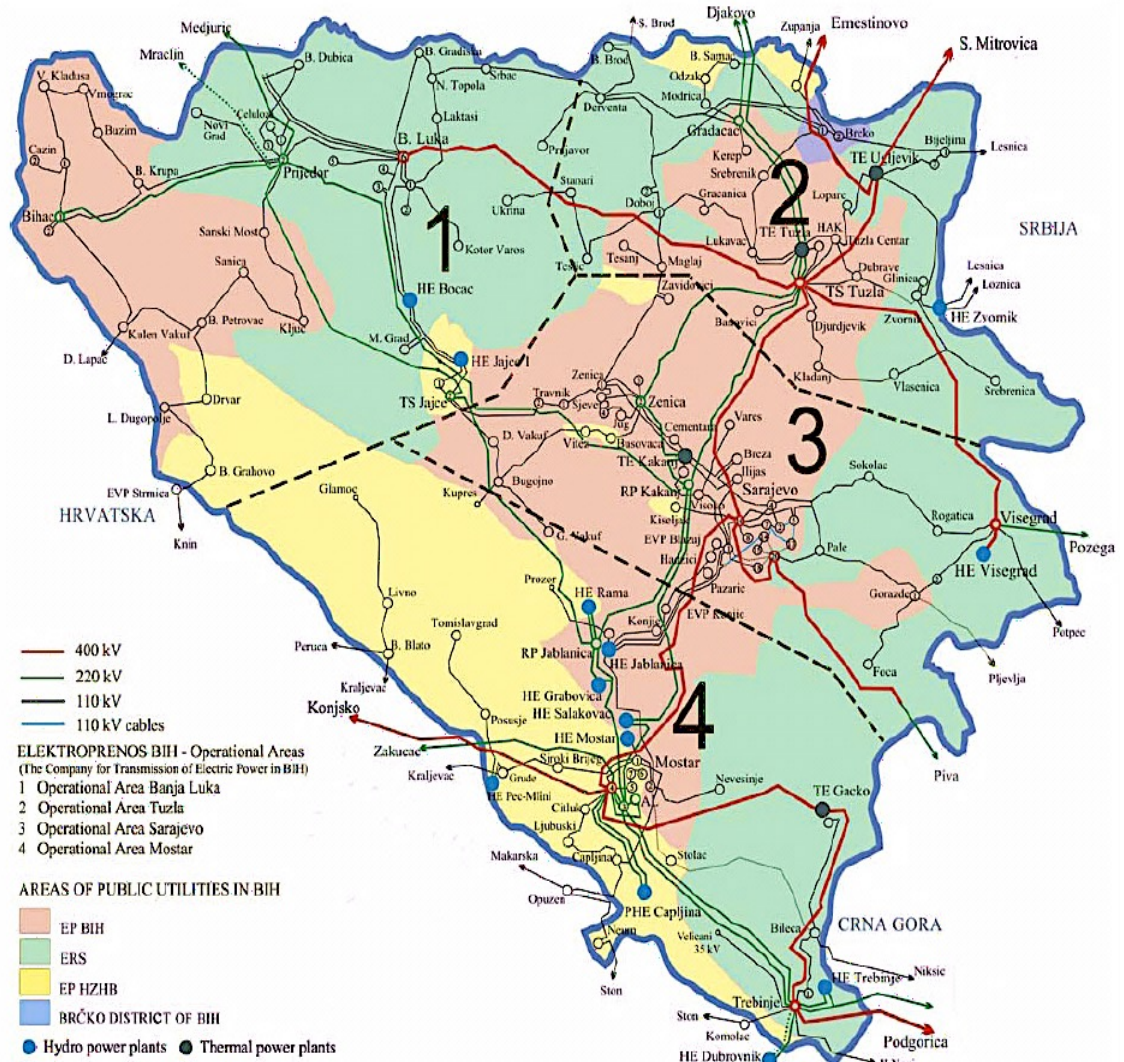 Medjuric
Mraclin
Djakovo
S. Brod
Zupanja
Ernestinovo
S. Mitrovica
B. Dubica
B. Gradiska
N. Topola
Srbac
B. Brod
B. Samac
Odzak
Modrica
Derventa
V. Kladusa
Vrnograc
Bazim
Cazin
B. Krupa
Bihac
Novi
Grad
Celuloza
Prijedor
Laktasi
B. Luka
Prnjavor
Gradacac
Kerep
Brcko
Bijeljina
Lesnica
TE Ugljevik
Srebrenik
Gracanica
Loparc
Stanari
Ukrina
Doboj
Teslic
Tesanj
Maglaj
Zavidovici
Lukavac
TE Tuzla
HAK
Tuzla Centar
Dubrave
TS Tuzla
Glinica
Zvornik
HE Zvornik
Lesnica
Loznica
SRBIJA
1
2
Kotor Varos
Sanski Most
Sanica
HE Bocac
Kalen Vakuf
B. Petrovac
Kljuc
D. Lapac
M. Grad
HE Jajce I
TS Jajce
Drvar
L. Dugopolje
B. Grahovo
EVP Strmica
Knin
HRVATSKA
Banovici
Djurdjevik
Kladanj
Vlasenica
Srebrenica
Zenica
Travnik
Sjeve
Jug
Zenica
Vitez
Basovaca
D. Vakuf
Bugojno
Kupres
G. Vakuf
Cementara
Vares
TE Kakanj
RP Kakanj
Breza
Ilijas
Visoko
Sarajevo
Kiseljak
EVP Blazaj
Hadzici
Pazaric
EVP Konjic
Konjic
3
Sokolac
Rogatica
Pale
Gorazde
Foca
Visegrad
HE Visegrad
Pozega
Potpec
Pljevlja
Piva
Glamoc
Livno
Tomislavgrad
B. Blato
Peruca
Kraljevac
Prozor
HE Rama
RP Jablanica
HE Jablanica
HE Grabovica
HE Salakovac
HE Mostar
4
Konjsko
Zakucac
Kraljevac
Posusje
Grude
Siroki Brijeg
Mostar
HE Pec-Mlini
Citluk
Ljubuski
Capljina
Makarska
Opuzen
Nevesinje
TE Gacko
Stolac
PHE Capljina
Neum
Ston
Velicani
35 kV
Bileca
CRNA GORA
HE Trebinje
Niksic
Trebinje
Ston
Komolac
Podgorica
HE Dubrovnik
400 kV
220 kV
110 kV
110 kV cables
ELEKTROPRENOS BIH - Operational Areas
(The Company for Transmission of Electric Power in BIH)
1 Operational Area Banja Luka
2 Operational Area Tuzla
3 Operational Area Sarajevo
4 Operational Area Mostar
AREAS OF PUBLIC UTILITIES IN BIH
EP BIH
ERS
EP HZHB
BRČKO DISTRICT OF BIH
Hydro power plants
Thermal power plants